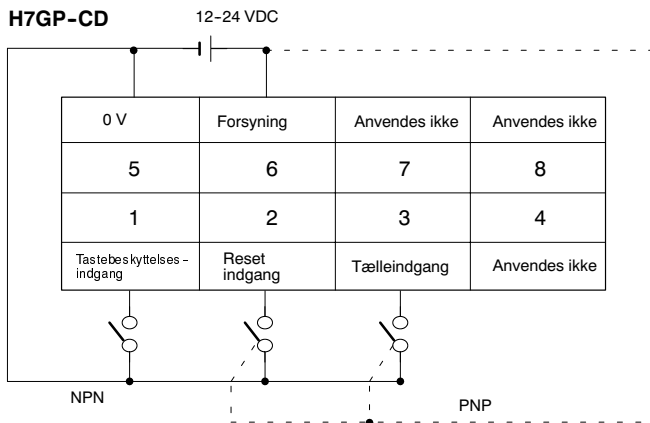 H7GP-CD
12-24 VDC
0 V
Forsyning
Anvendes ikke
Anvendes ikke
5
6
7
8
1
2
3
4
Tastebeskyttelses-
indgang
Reset
indgang
Tælleindgang
Anvendes ikke
NPN
PNP